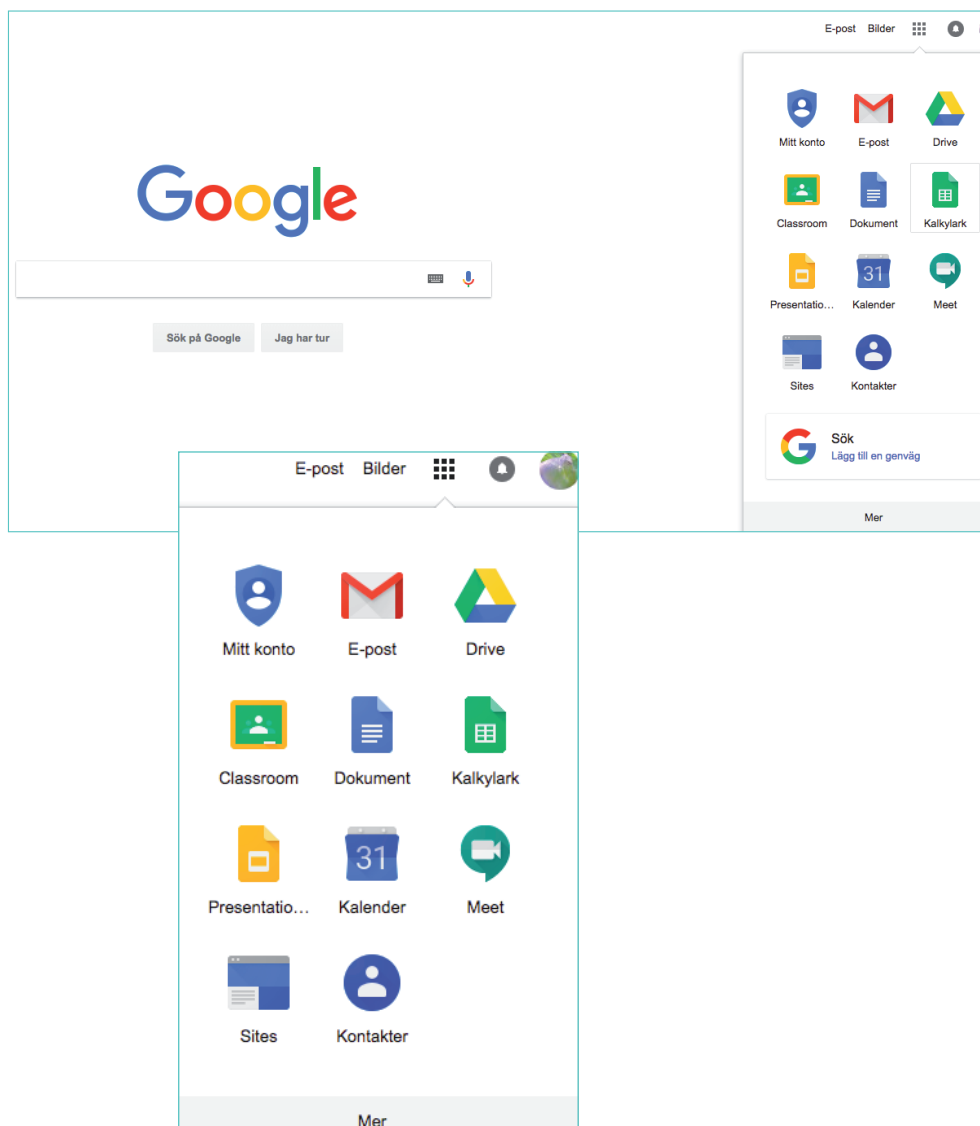 E-post Bilder
Mitt konto E-post Drive
Google
Classroom Dokument Kalkylark
31
Presentatio... Kalender Meet
Sök på Google Jag har tur
Sites Kontakter
Sök
Lägg till en genväg
Mer
E-post Bilder
Mitt konto E-post Drive
Classroom Dokument Kalkylark
31
Presentatio... Kalender Meet
Sites Kontakter
Mer